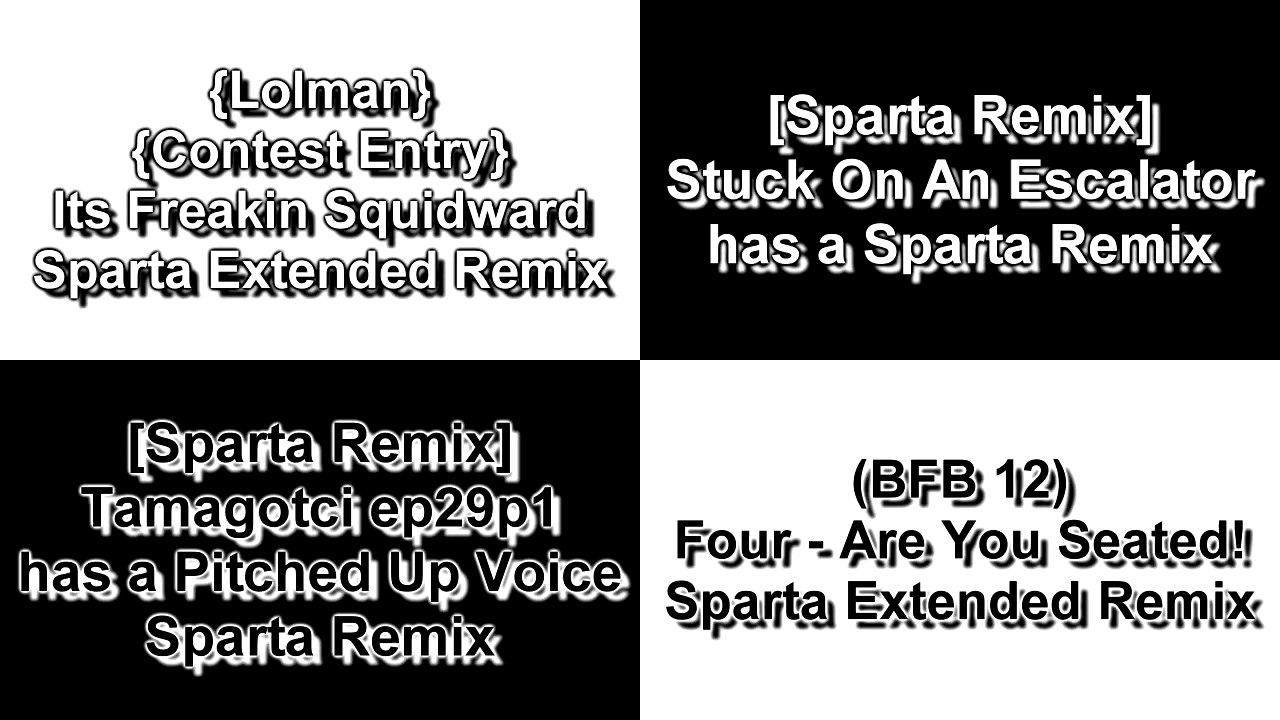 {Lolman}
{Contest Entry}
Its Freakin Squidward
Sparta Extended Remix
[Sparta Remix]
Stuck On An Escalator
has a Sparta Remix
[Sparta Remix]
Tamagotci ep29p1
has a Pitched Up Voice
Sparta Remix
(BFB 12)
Four - Are You Seated!
Sparta Extended Remix